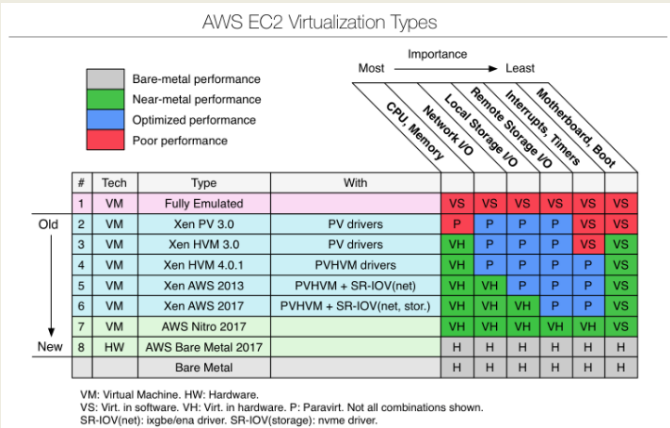 AWS EC2 Virtualization Types
Importance
Most Least
Bare-metal performance
Near-metal performance
Optimized performance
Poor performance
CPU, Memory
Network I/O
Local Storage I/O
Remote Storage I/O
Interrupts, Timers
Motherboard, Boot
# Tech Type With
1 VM Fully Emulated VS VS VS VS VS VS
Old 2 VM Xen PV 3.0 PV drivers P P P P VS VS
3 VM Xen HVM 3.0 PV drivers VH P P P VS VS
4 VM Xen HVM 4.0.1 PVHVM drivers VH P P P P VS
5 VM Xen AWS 2013 PVHVM + SR-IOV(net) VH VH P P P VS
6 VM Xen AWS 2017 PVHVM + SR-IOV(net, stor.) VH VH VH P P VS
7 VM AWS Nitro 2017 VH VH VH VH VH VS
New 8 HW AWS Bare Metal 2017 H H H H H H
Bare Metal H H H H H H
VM: Virtual Machine. HW: Hardware.
VS: Virt. in software. VH: Virt. in hardware. P: Paravirt. Not all combinations shown.
SR-IOV(net): ixgbe/ena driver. SR-IOV(storage): nvme driver.